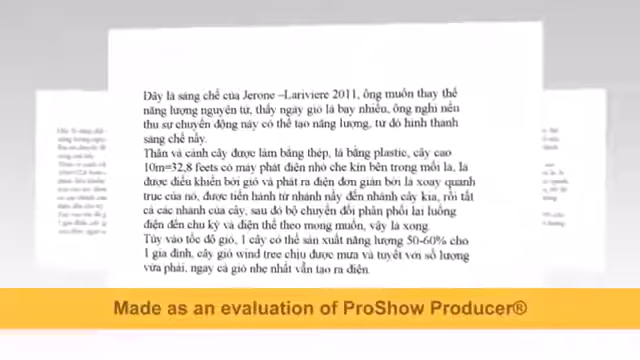 Đây là sáng chế của Jerone –Lariviere 2011, ông muốn thay thế
năng lượng nguyên tử, thấy ngày gió lá bay nhiều, ông nghĩ nếu
thu sự chuyển động này có thể tạo năng lượng, từ đó hình thành
sáng chế nầy.
Thân và cành cây được làm bằng thép, lá bằng plastic, cây cao
10m=32,8 feets có máy phát điện nhỏ che kín bên trong mỗi lá, lá
được điều khiển bởi gió và phát ra điện đơn giản bởi lá xoay quanh
trục của nó, được tiến hành từ nhánh nầy đến nhánh cây kia, rồi tất
cả các nhánh của cây, sau đó bộ chuyển đổi phân phối lại luồng
điện đến chu kỳ và điện thế theo mong muốn, vậy là xong.
Tùy vào tốc độ gió, 1 cây có thể sản xuất năng lượng 50-60% cho
1 gia đình, cây gió wind tree chịu được mưa và tuyết với số lượng
vừa phải, ngay cả gió nhẹ nhất vẫn tạo ra điện.
Made as an evaluation of ProShow Producer®